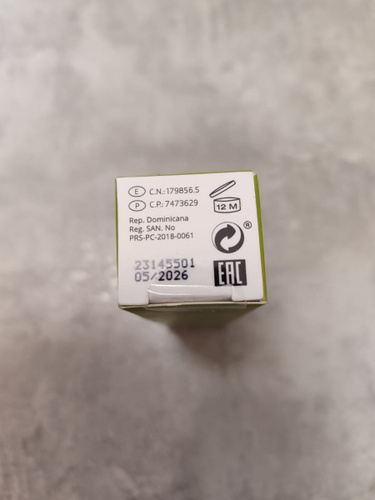 E C.N.:179856.5
P C.P.: 7473629
Rep. Dominicana
Reg. SAN. No
PRS-PC-2018-0061
12 M
®
23145501
05/2026
EAC